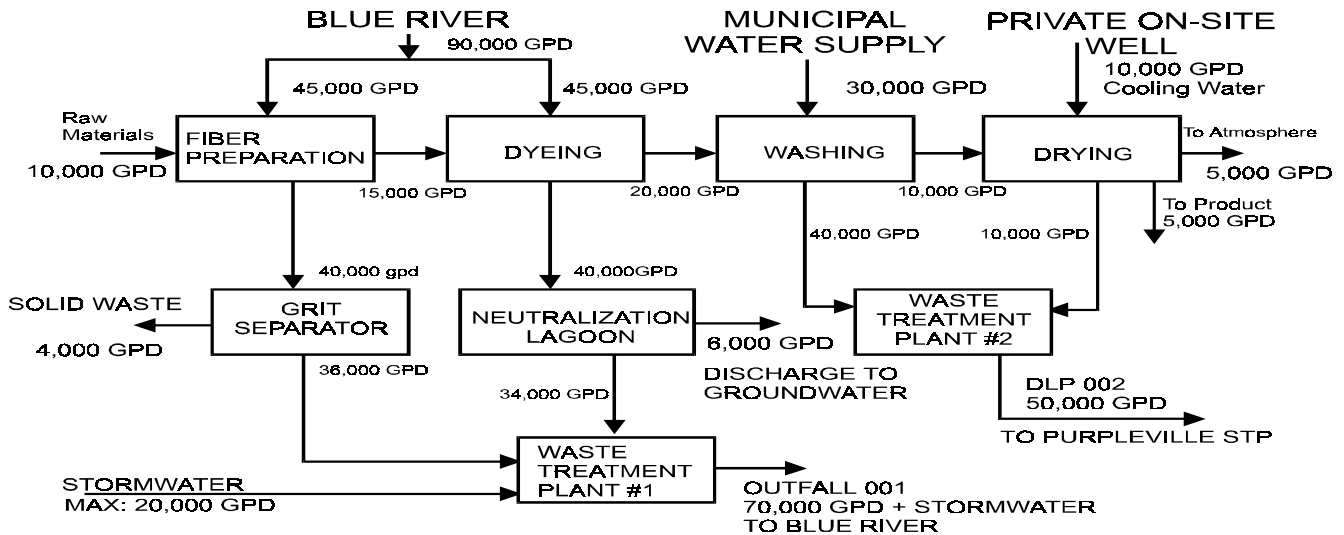 BLUE RIVER
90,000 GPD
MUNICIPAL
WATER SUPPLY
PRIVATE ON-SITE
WELL
45,000 GPD
45,000 GPD
30,000 GPD
10,000 GPD
Cooling Water
Raw
Materials
10,000 GPD
FIBER
PREPARATION
15,000 GPD
DYEING
20,000 GPD
WASHING
10,000 GPD
DRYING
To Atmosphere
5,000 GPD
To Product
5,000 GPD
40,000 gpd
40,000GPD
40,000 GPD
10,000 GPD
SOLID WASTE
4,000 GPD
GRIT
SEPARATOR
36,000 GPD
NEUTRALIZATION
LAGOON
6,000 GPD
DISCHARGE TO
GROUNDWATER
34,000 GPD
WASTE
TREATMENT
PLANT #2
DLP 002
50,000 GPD
TO PURPLEVILLE STP
STORMWATER
MAX: 20,000 GPD
WASTE
TREATMENT
PLANT #1
OUTFALL 001
70,000 GPD + STORMWATER
TO BLUE RIVER